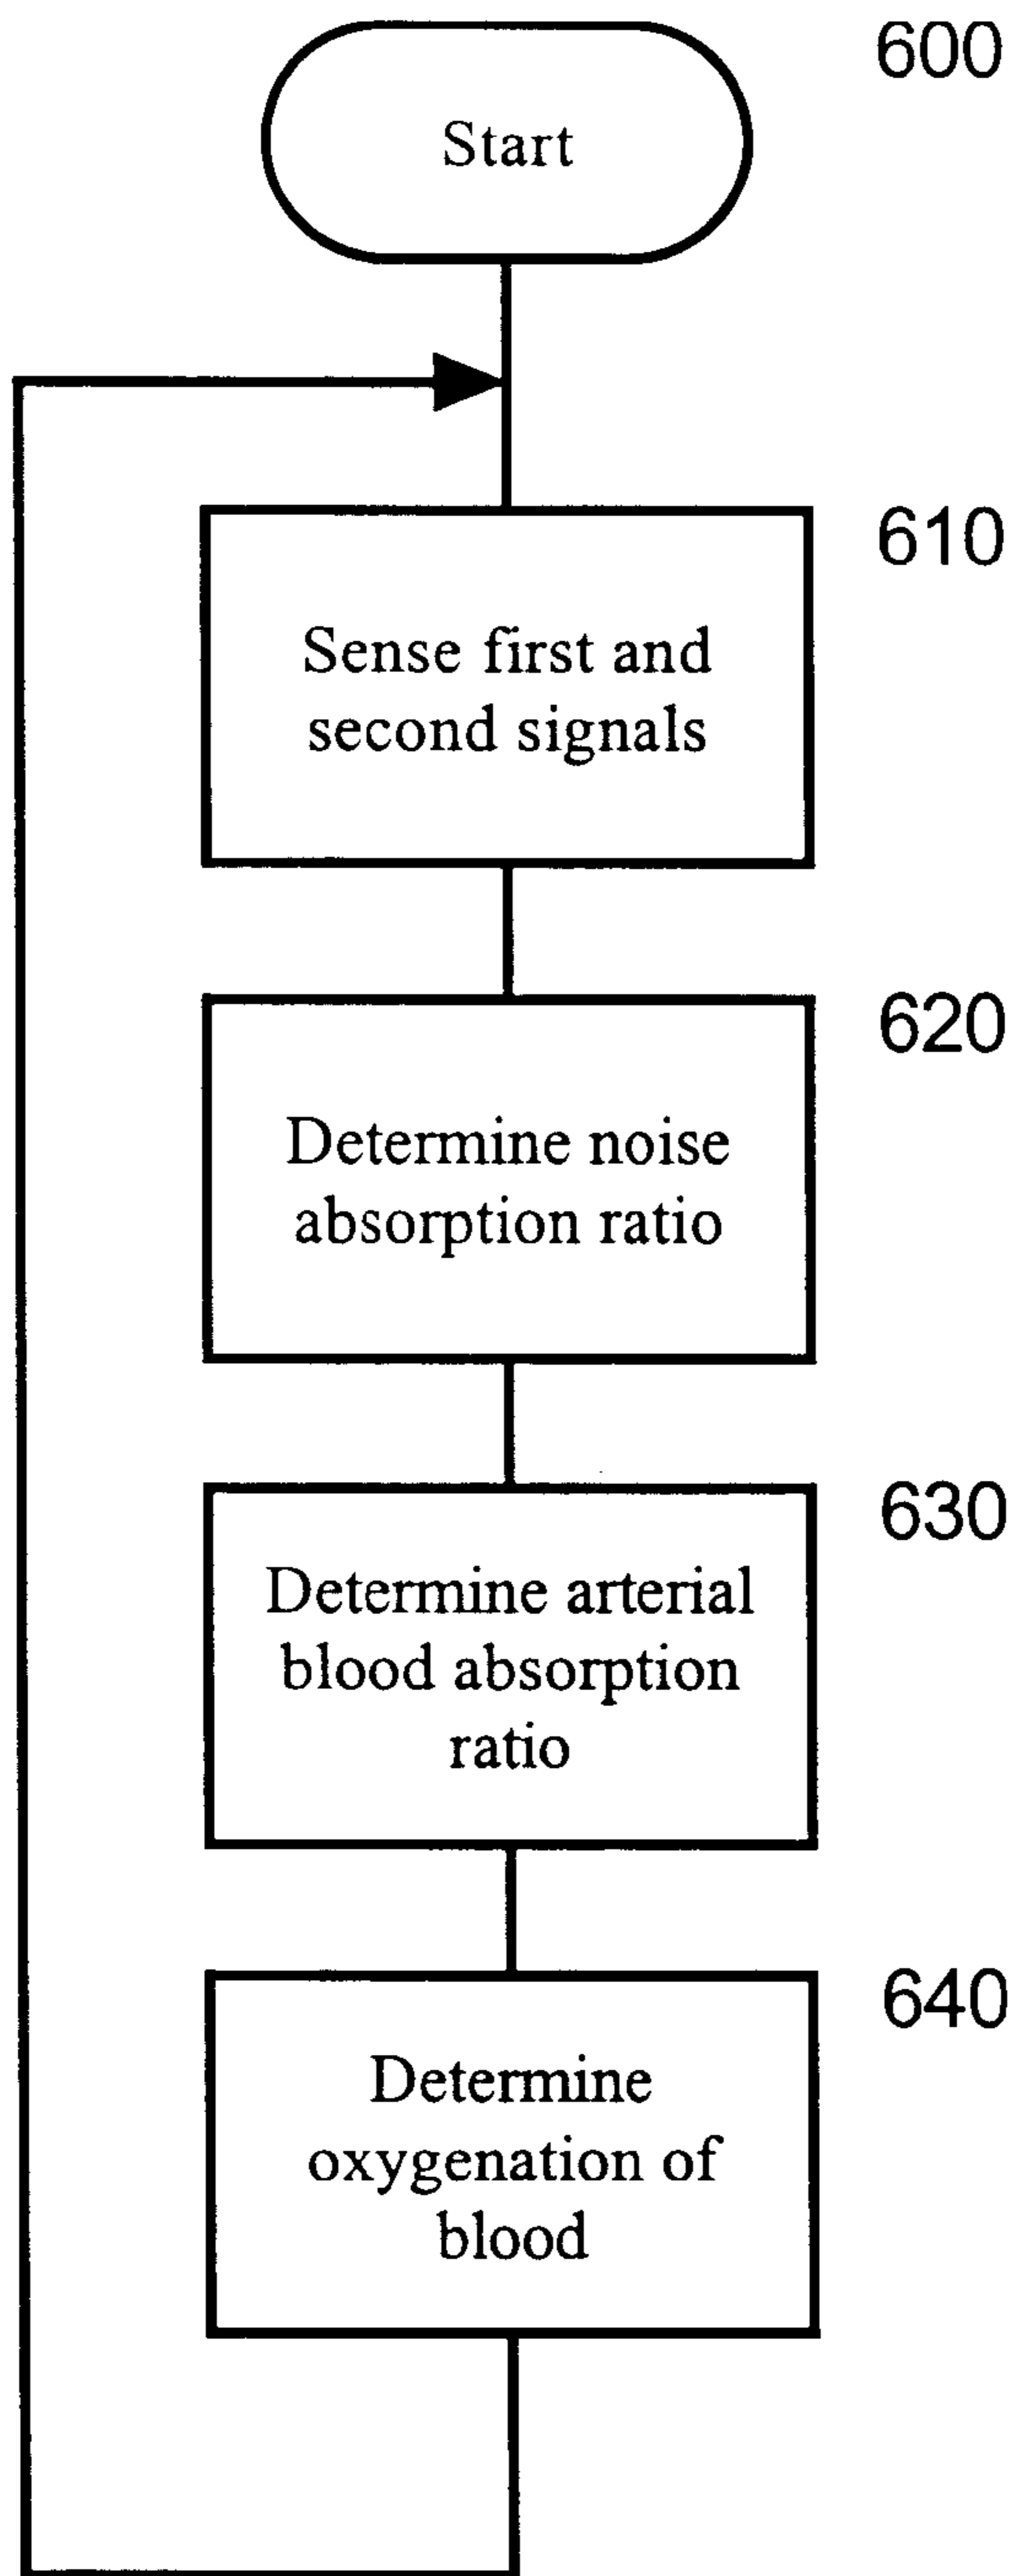 600
Start
610
Sense first and
second signals
620
Determine noise
absorption ratio
630
Determine arterial
blood absorption
ratio
640
Determine
oxygenation of
blood